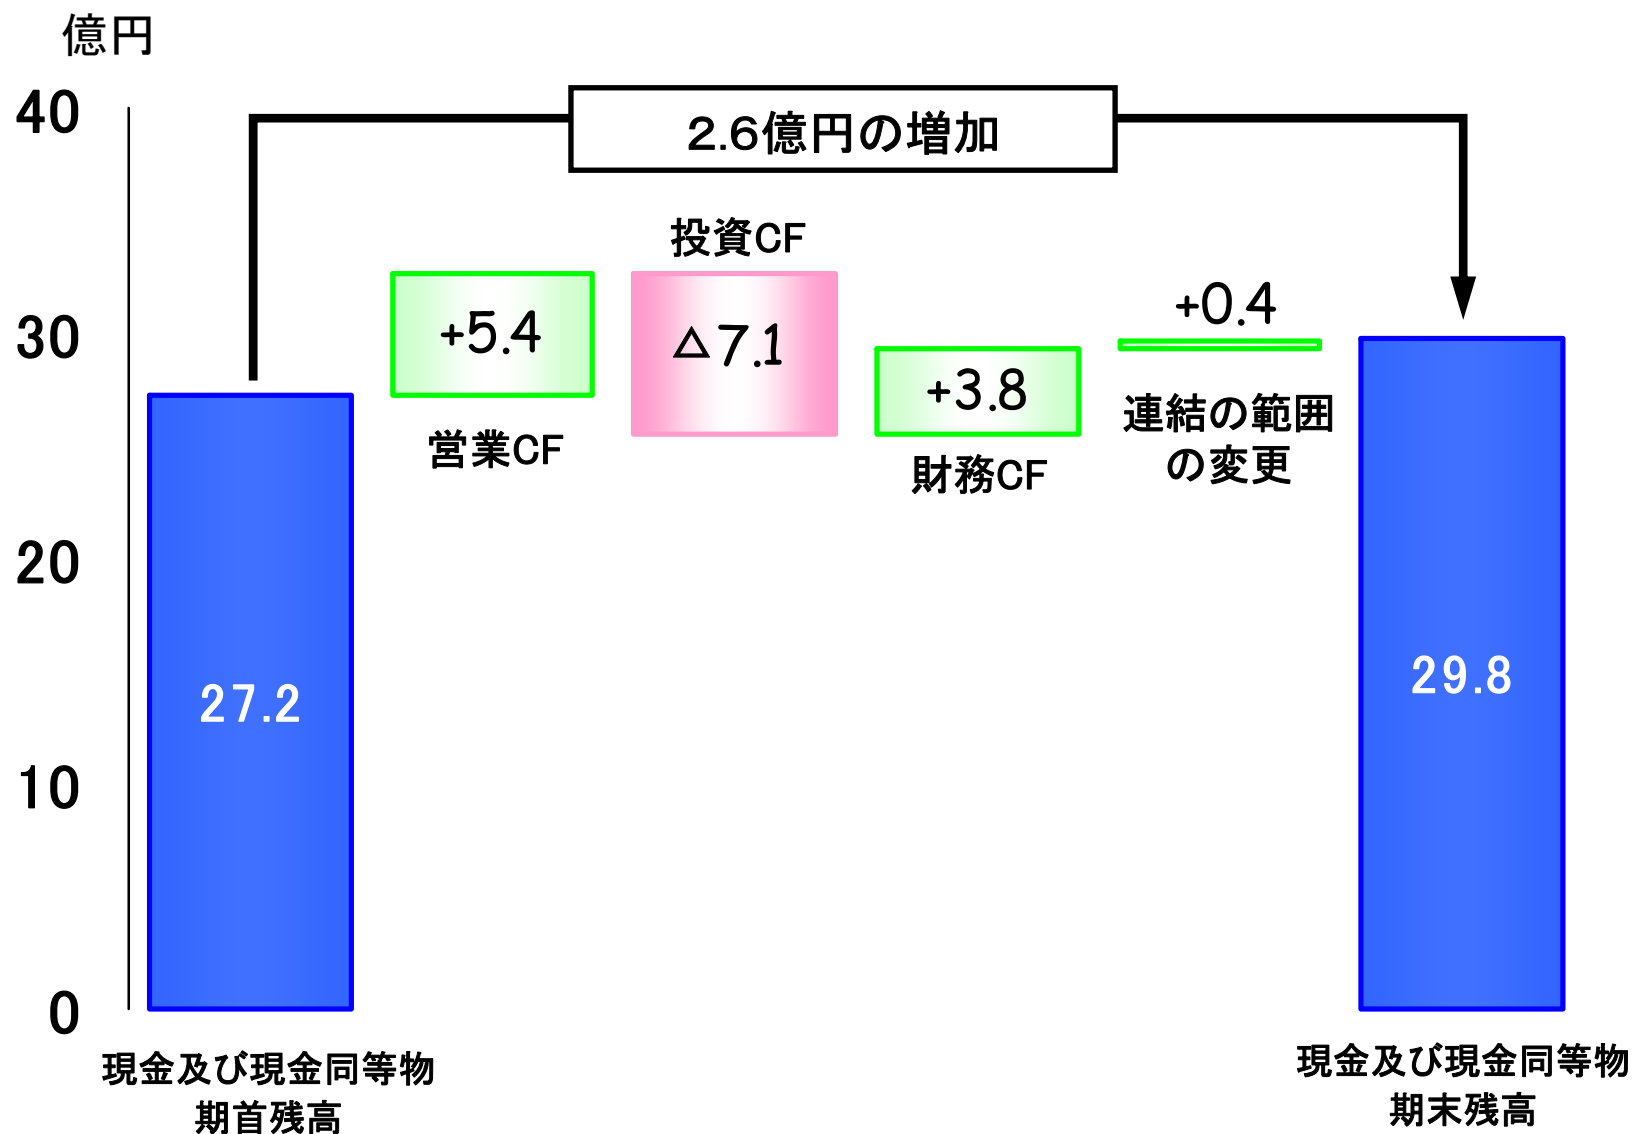 億円
40
30
20
10
0
2.6億円の増加
投資CF
+5.4
△7.1
+3.8
+0.4
営業CF
財務CF
連結の範囲
の変更
27.2
29.8
現金及び現金同等物
期首残高
現金及び現金同等物
期末残高